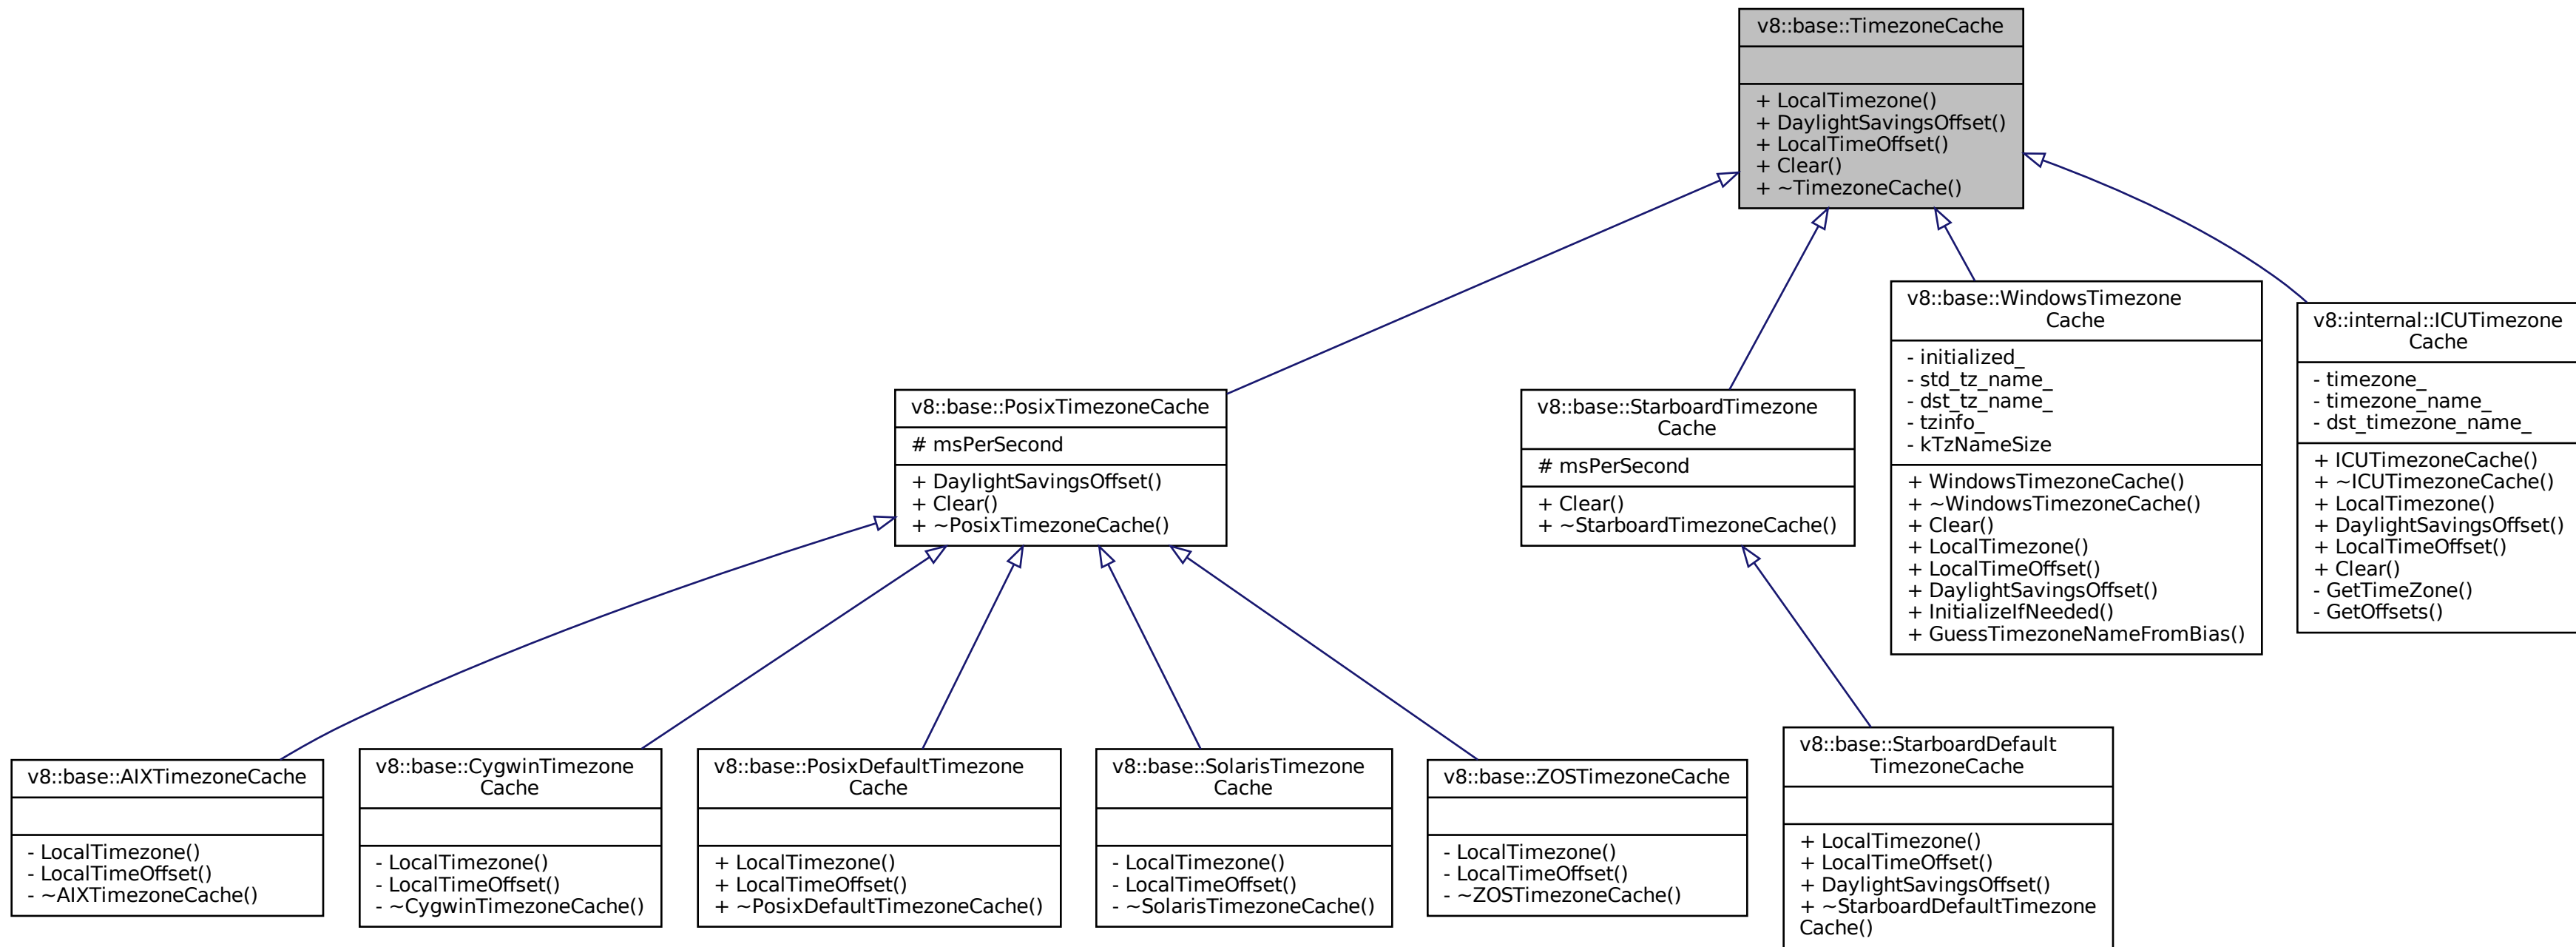 v8::base::TimezoneCache
+ LocalTimezone()
+ DaylightSavingsOffset()
+ LocalTimeOffset()
+ Clear()
+ ~TimezoneCache()
v8::base::PosixTimezoneCache
# msPerSecond
+ DaylightSavingsOffset()
+ Clear()
+ ~PosixTimezoneCache()
v8::base::StarboardTimezone
Cache
# msPerSecond
+ Clear()
+ ~StarboardTimezoneCache()
v8::base::WindowsTimezone
Cache
- initialized_
- std_tz_name_
- dst_tz_name_
- tzinfo_
- kTzNameSize
+ WindowsTimezoneCache()
+ ~WindowsTimezoneCache()
+ Clear()
+ LocalTimezone()
+ LocalTimeOffset()
+ DaylightSavingsOffset()
+ InitializeIfNeeded()
+ GuessTimezoneNameFromBias()
v8::internal::ICUTimezone
Cache
- timezone_
- timezone_name_
- dst_timezone_name_
+ ICUTimezoneCache()
+ ~ICUTimezoneCache()
+ LocalTimezone()
+ DaylightSavingsOffset()
+ LocalTimeOffset()
+ Clear()
- GetTimeZone()
- GetOffsets()
v8::base::AIXTimezoneCache
- LocalTimezone()
- LocalTimeOffset()
- ~AIXTimezoneCache()
v8::base::CygwinTimezone
Cache
- LocalTimezone()
- LocalTimeOffset()
- ~CygwinTimezoneCache()
v8::base::PosixDefaultTimezone
Cache
+ LocalTimezone()
+ LocalTimeOffset()
+ ~PosixDefaultTimezoneCache()
v8::base::SolarisTimezone
Cache
- LocalTimezone()
- LocalTimeOffset()
- ~SolarisTimezoneCache()
v8::base::ZOSTimezoneCache
- LocalTimezone()
- LocalTimeOffset()
- ~ZOSTimezoneCache()
v8::base::StarboardDefault
TimezoneCache
+ LocalTimezone()
+ LocalTimeOffset()
+ DaylightSavingsOffset()
+ ~StarboardDefaultTimezone
Cache()